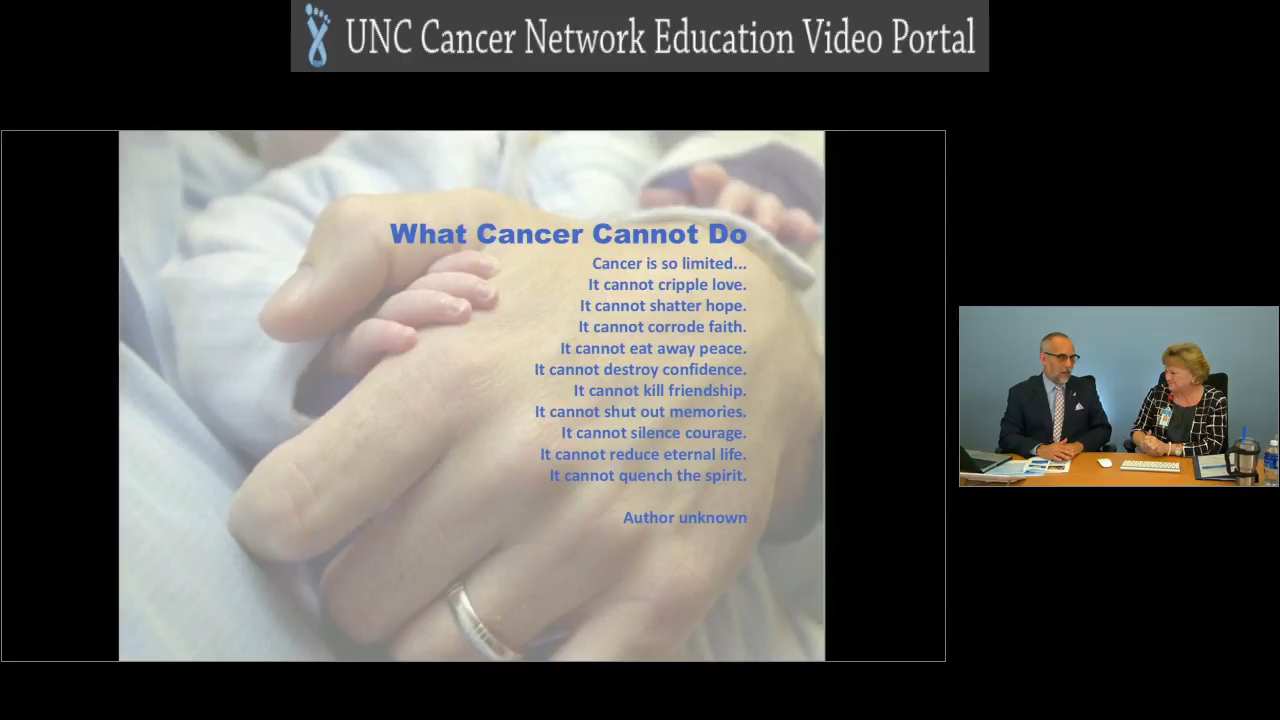 UNC Cancer Network Education Video Portal
What Cancer Cannot Do
Cancer is so limited...
It cannot cripple love.
It cannot shatter hope.
It cannot corrode faith.
It cannot eat away peace.
It cannot destroy confidence.
It cannot kill friendship.
It cannot shut out memories.
It cannot silence courage.
It cannot reduce eternal life.
It cannot quench the spirit.
Author unknown